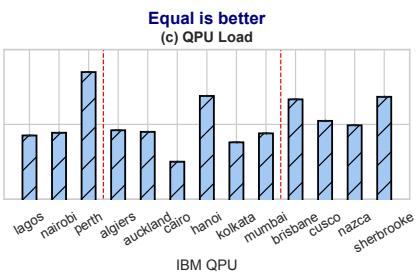 Equal is better
(c) QPU Load
lagos
nairobi
perth
algiers
auckland
cairo
hanoi
kolkata
mumbai
brisbane
cusco
nazca
sherbrooke
IBM QPU